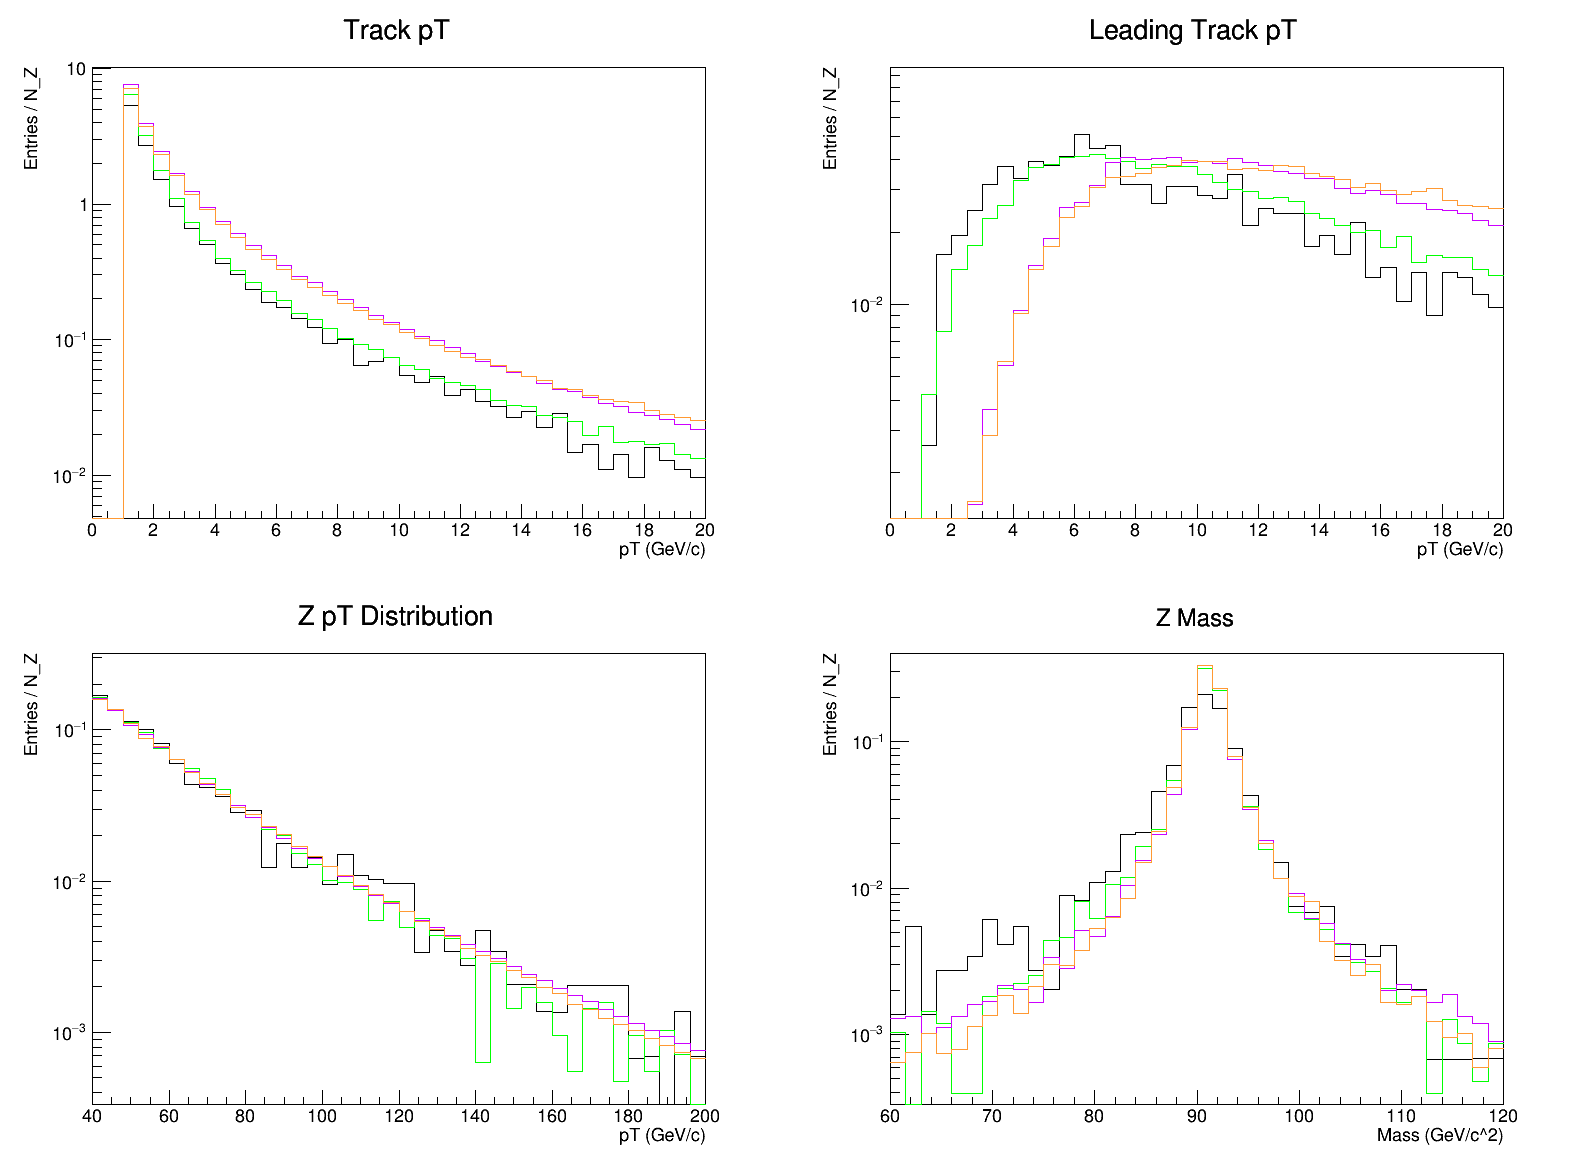 Track pT
Entries / N_Z
10
1
10−1
10−2
0 2 4 6 8 10 12 14 16 18 20
pT (GeV/c)
Leading Track pT
Entries / N_Z
10−2
0 2 4 6 8 10 12 14 16 18 20
pT (GeV/c)
Z pT Distribution
Entries / N_Z
10−1
10−2
10−3
40 60 80 100 120 140 160 180 200
pT (GeV/c)
Z Mass
Entries / N_Z
10−1
10−2
10−3
60 70 80 90 100 110 120
Mass (GeV/c^2)